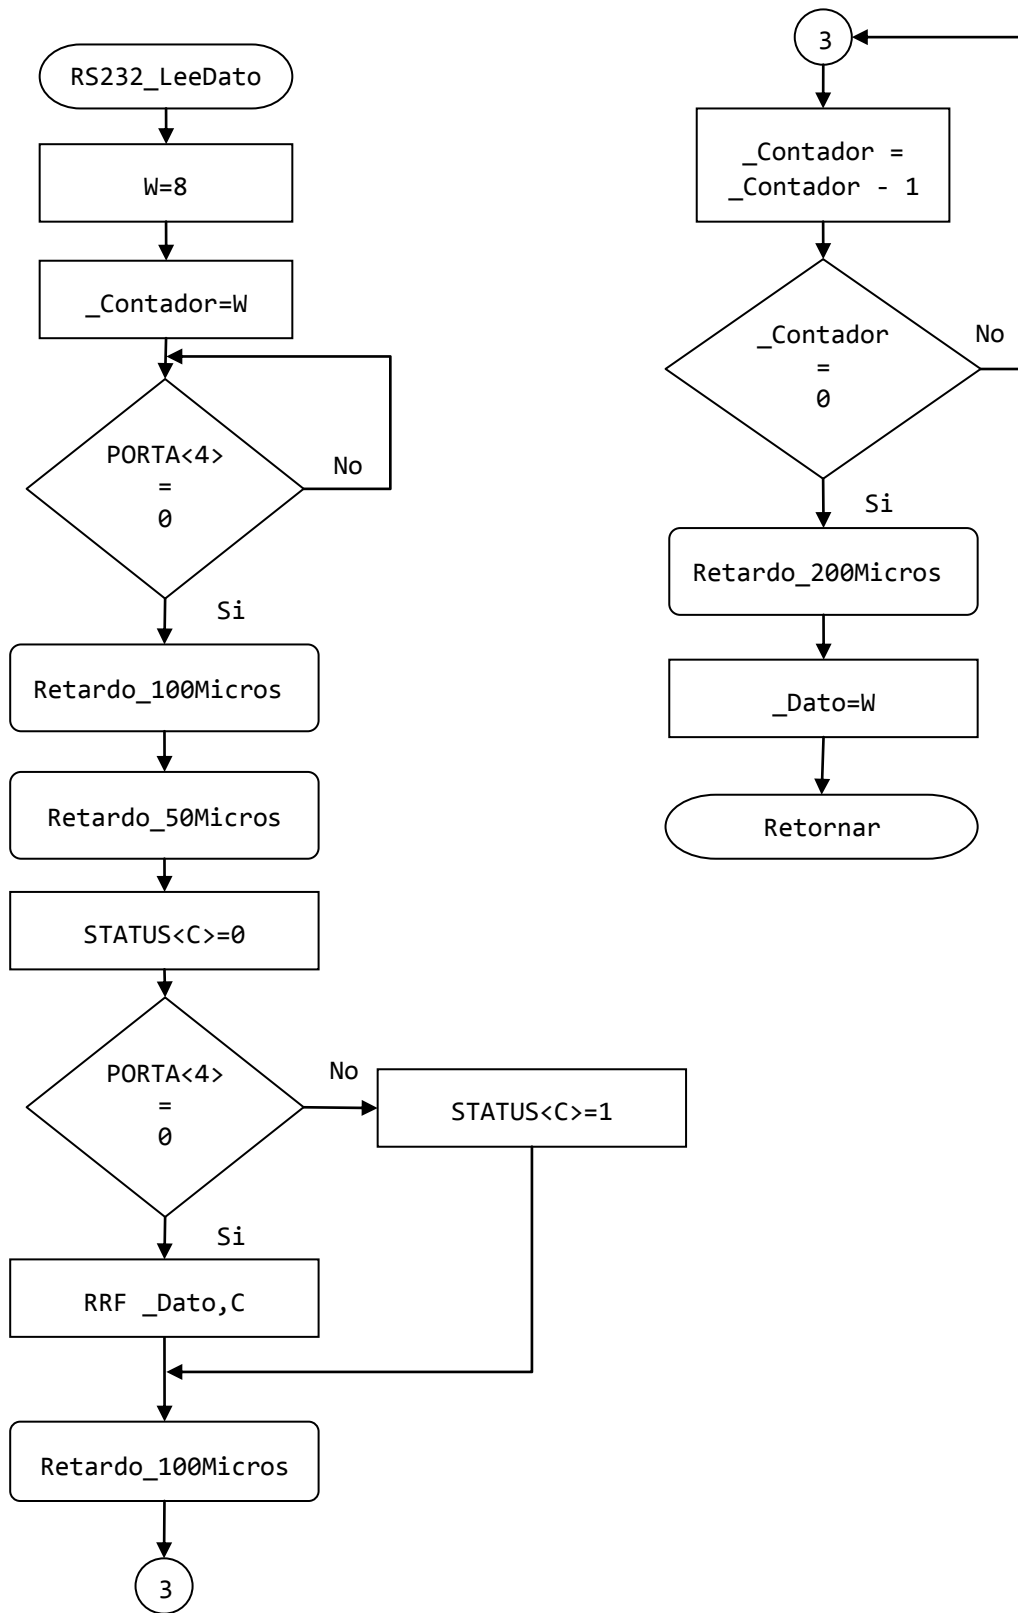 RS232_LeeDato
W=8
_Contador=W
PORTA<4>
=
0
No
Si
Retardo_100Micros
Retardo_50Micros
STATUS<C>=0
PORTA<4>
=
0
No
STATUS<C>=1
Si
RRF _Dato,C
Retardo_100Micros
3
3
_Contador =
_Contador - 1
_Contador
=
0
No
Si
Retardo_200Micros
_Dato=W
Retornar